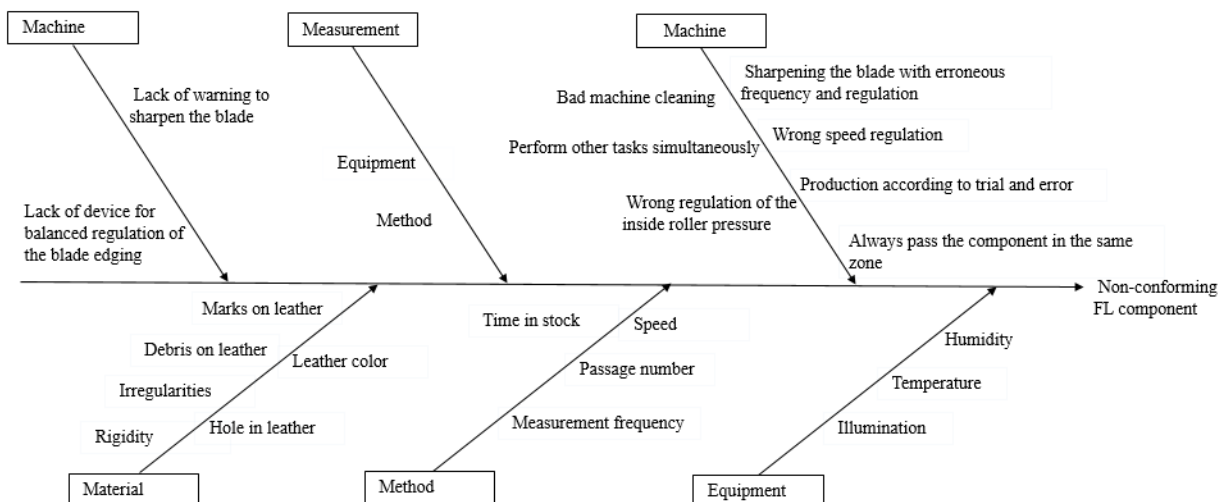 Machine
Measurement
Machine
Lack of warning to
sharpen the blade
Lack of device for
balanced regulation of
the blade edging
Equipment
Method
Bad machine cleaning
Perform other tasks simultaneously
Wrong regulation of the
inside roller pressure
Sharpening the blade with erroneous
frequency and regulation
Wrong speed regulation
Production according to trial and error
Always pass the component in the same
zone
Non-conforming
FL component
Marks on leather
Debris on leather
Irregularities
Rigidity
Leather color
Hole in leather
Material
Time in stock
Speed
Passage number
Measurement frequency
Method
Humidity
Temperature
Illumination
Equipment